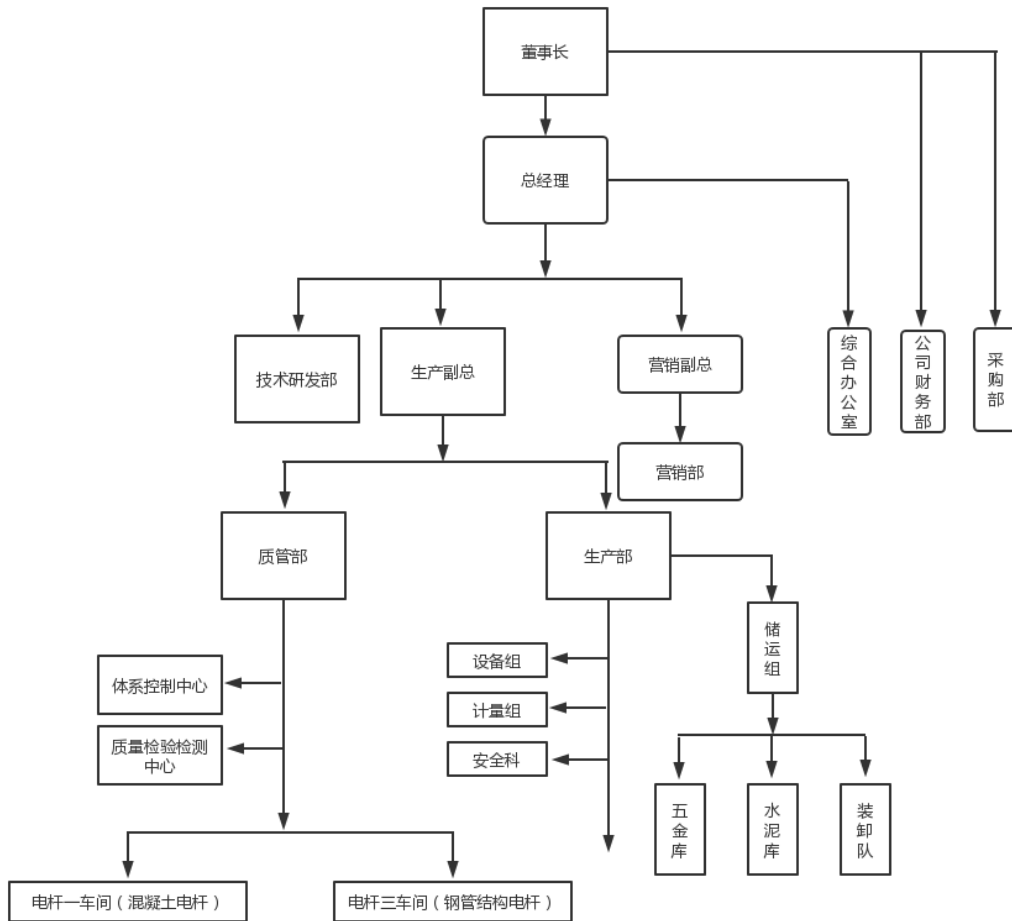 董事长
总经理
技术研发部
生产副总
营销副总
综合办公室
公司财务部
采购部
营销部
质管部
生产部
储运组
设备组
体系控制中心
计量组
质量检验检测
中心
安全科
五金库
水泥库
装卸队
电杆一车间（混凝土电杆）
电杆三车间（钢管结构电杆）